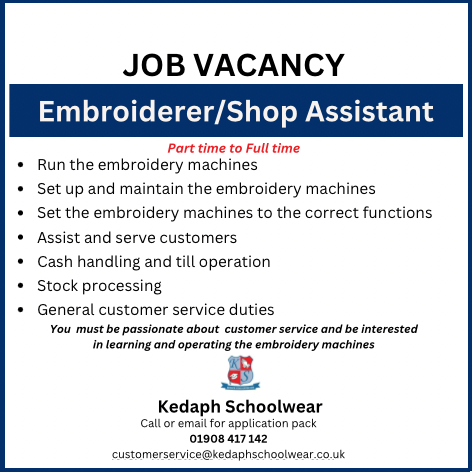 JOB VACANCY
Embroiderer/Shop Assistant
Part time to Full time
• Run the embroidery machines
• Set up and maintain the embroidery machines
• Set the embroidery machines to the correct functions
• Assist and serve customers
• Cash handling and till operation
• Stock processing
• General customer service duties
You must be passionate about customer service and be interested
in learning and operating the embroidery machines
K
S
Kedaph Schoolwear
Call or email for application pack
01908 417 142
customerservice@kedaphschoolwear.co.uk